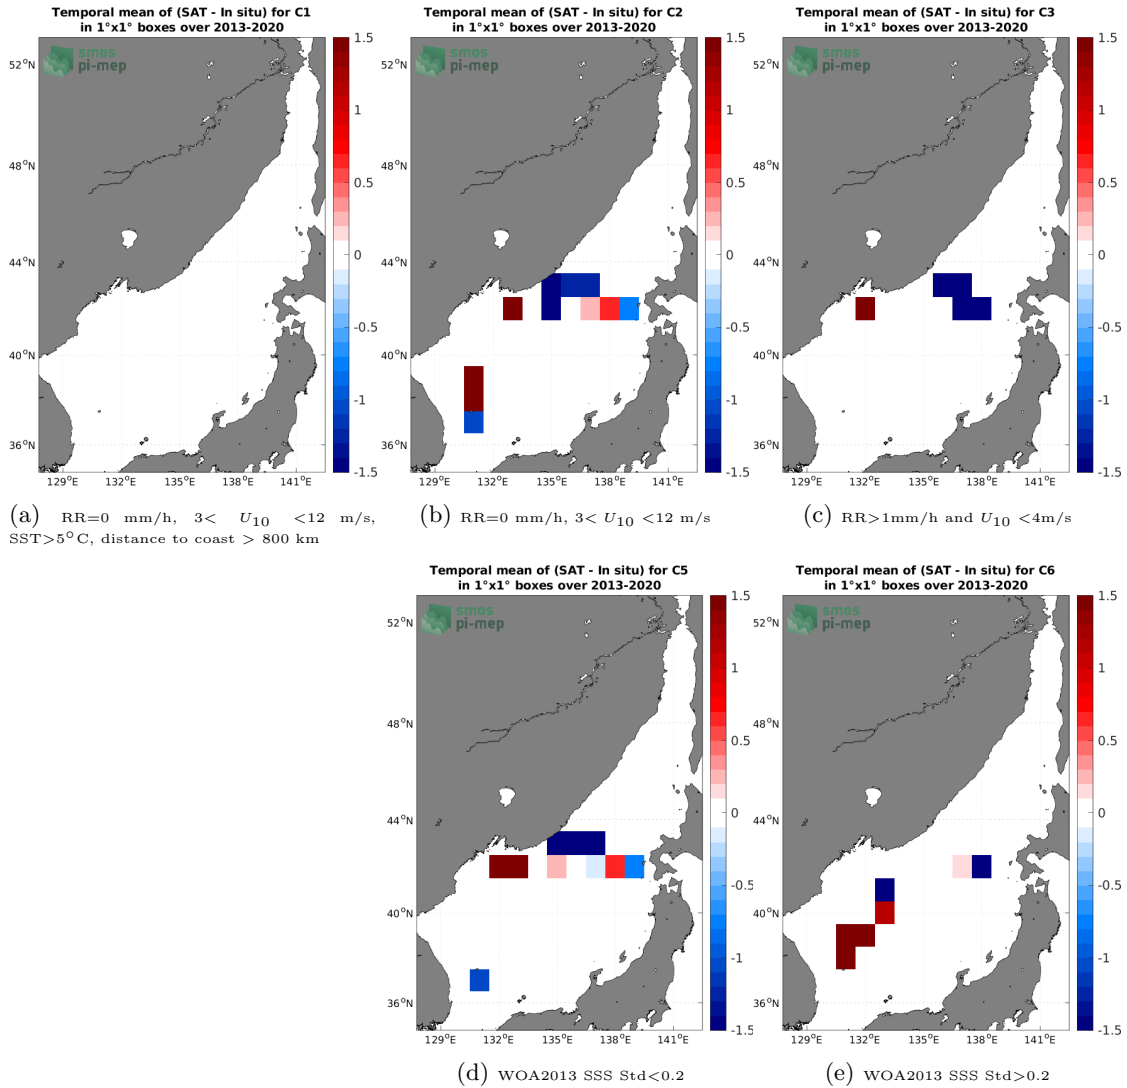 Temporal mean of (SAT - In situ) for C1
in 1°x1° boxes over 2013-2020
smos
pi-mep
52°N
48°N
44°N
40°N
36°N
129°E 132°E 135°E 138°E 141°E
1.5
1
0.5
0
-0.5
-1
-1.5
(a) RR=0 mm/h, 3< U10 <12 m/s,
SST>5°C, distance to coast > 800 km
Temporal mean of (SAT - In situ) for C2
in 1°x1° boxes over 2013-2020
smos
pi-mep
52°N
48°N
44°N
40°N
36°N
129°E 132°E 135°E 138°E 141°E
1.5
1
0.5
0
-0.5
-1
-1.5
(b) RR=0 mm/h, 3< U10 <12 m/s
Temporal mean of (SAT - In situ) for C3
in 1°x1° boxes over 2013-2020
smos
pi-mep
52°N
48°N
44°N
40°N
36°N
129°E 132°E 135°E 138°E 141°E
1.5
1
0.5
0
-0.5
-1
-1.5
(c) RR>1mm/h and U10 <4m/s
Temporal mean of (SAT - In situ) for C5
in 1°x1° boxes over 2013-2020
smos
pi-mep
52°N
48°N
44°N
40°N
36°N
129°E 132°E 135°E 138°E 141°E
1.5
1
0.5
0
-0.5
-1
-1.5
(d) WOA2013 SSS Std<0.2
Temporal mean of (SAT - In situ) for C6
in 1°x1° boxes over 2013-2020
smos
pi-mep
52°N
48°N
44°N
40°N
36°N
129°E 132°E 135°E 138°E 141°E
1.5
1
0.5
0
-0.5
-1
-1.5
(e) WOA2013 SSS Std>0.2